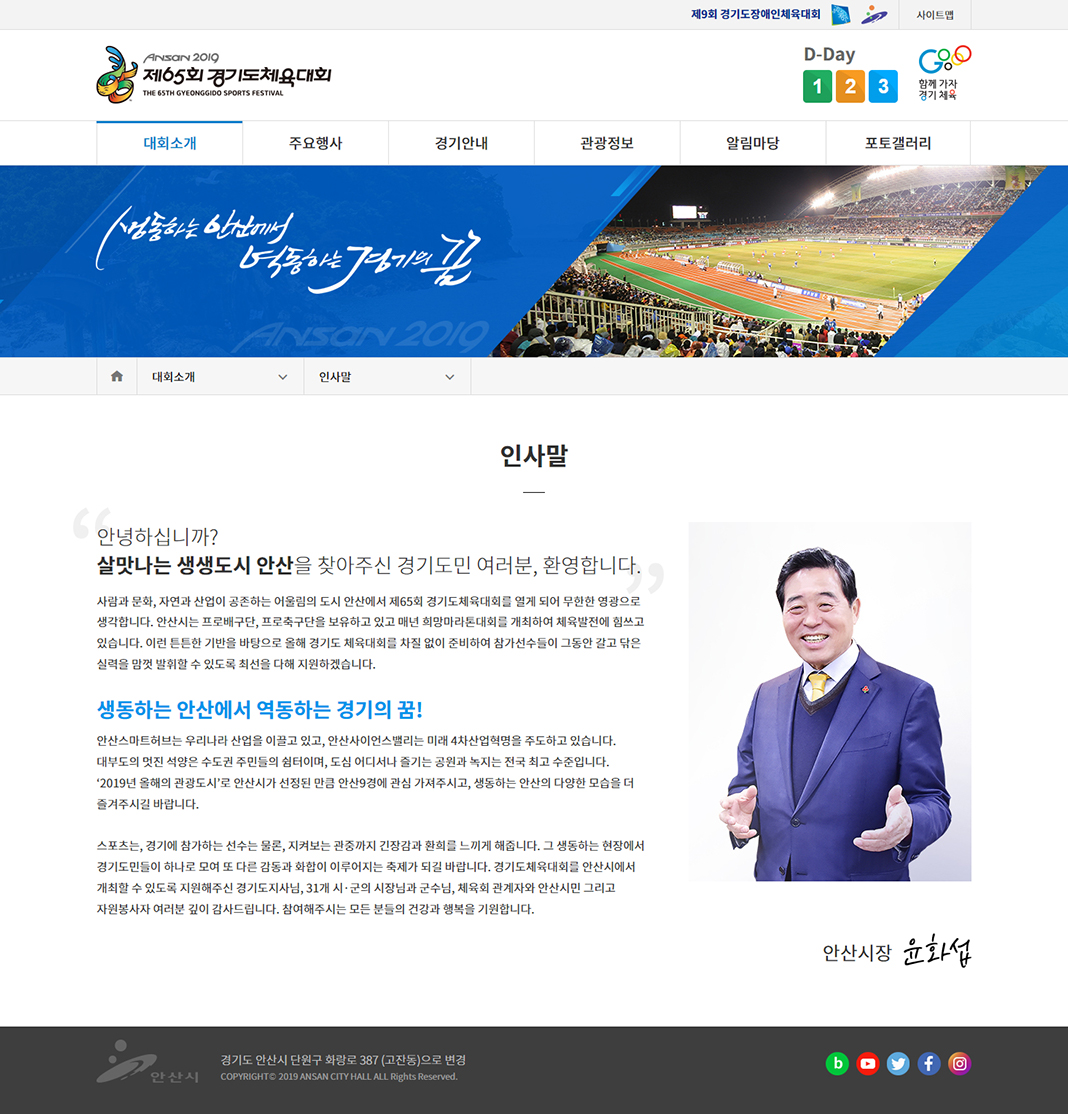 제9회 경기도장애인체육대회
사이트맵
Ansan 2019
제65회 경기도체육대회
THE 65TH GYEONGGIDO SPORTS FESTIVAL
D-Day
1 2 3
함께 가자
경기 체육
대회소개 주요행사 경기안내 관광정보 알림마당 포토갤러리
생동하는 안산에서
역동하는 경기의 꿈
ANSAN 2019
대회소개 인사말
인사말
“안녕하십니까?
살맛나는 생생도시 안산을 찾아주신 경기도민 여러분, 환영합니다.”
사람과 문화, 자연과 산업이 공존하는 어울림의 도시 안산에서 제65회 경기도체육대회를 열게 되어 무한한 영광으로
생각합니다. 안산시는 프로배구단, 프로축구단을 보유하고 있고 매년 희망마라톤대회를 개최하여 체육발전에 힘쓰고
있습니다. 이런 튼튼한 기반을 바탕으로 올해 경기도 체육대회를 차질 없이 준비하여 참가선수들이 그동안 갈고 닦은
실력을 맘껏 발휘할 수 있도록 최선을 다해 지원하겠습니다.
생동하는 안산에서 역동하는 경기의 꿈!
안산스마트허브는 우리나라 산업을 이끌고 있고, 안산사이언스밸리는 미래 4차산업혁명을 주도하고 있습니다.
대부도의 멋진 석양은 수도권 주민들의 쉼터이며, 도심 어디서나 즐기는 공원과 녹지는 전국 최고 수준입니다.
‘2019년 올해의 관광도시’로 안산시가 선정된 만큼 안산9경에 관심 가져주시고, 생동하는 안산의 다양한 모습을 더
즐겨주시길 바랍니다.
스포츠는, 경기에 참가하는 선수는 물론, 지켜보는 관중까지 긴장감과 환희를 느끼게 해줍니다. 그 생동하는 현장에서
경기도민들이 하나로 모여 또 다른 감동과 화합이 이루어지는 축제가 되길 바랍니다. 경기도체육대회를 안산시에서
개최할 수 있도록 지원해주신 경기도지사님, 31개 시·군의 시장님과 군수님, 체육회 관계자와 안산시민 그리고
자원봉사자 여러분 깊이 감사드립니다. 참여해주시는 모든 분들의 건강과 행복을 기원합니다.
안산시장 윤화섭
안산시
경기도 안산시 단원구 화랑로 387 (고잔동)으로 변경
COPYRIGHT© 2019 ANSAN CITY HALL ALL Rights Reserved.